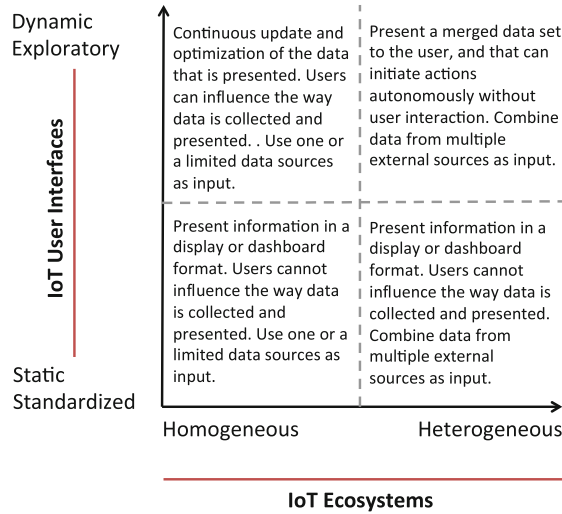 Dynamic
Exploratory
IoT User Interfaces
Static
Standardized
Continuous update and
optimization of the data
that is presented. Users
can influence the way
data is collected and
presented. . Use one or
a limited data sources
as input.
Present a merged data set
to the user, and that can
initiate actions
autonomously without
user interaction. Combine
data from multiple
external sources as input.
Present information in a
display or dashboard
format. Users cannot
influence the way data
is collected and
presented. Use one or a
limited data sources as
input.
Present information in a
display or dashboard
format. Users cannot
influence the way data is
collected and presented.
Combine data from
multiple external
sources as input.
Homogeneous
Heterogeneous
IoT Ecosystems